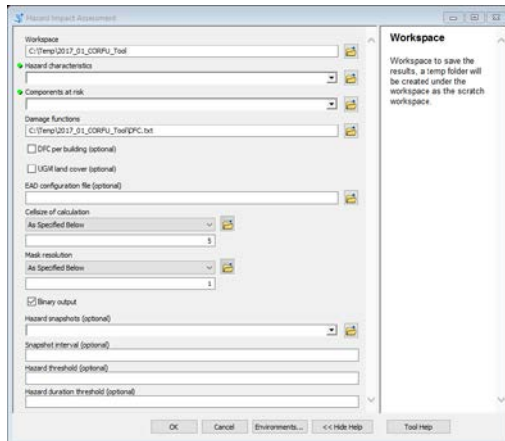 Hazard Impact Assessment
Workspace
C:\Temp\2017_01_CORFU_Tool
Hazard characteristics
Components at risk
Damage functions
C:\Temp\2017_01_CORFU_Tool\DFC.txt
DFC per building (optional)
UGM land cover (optional)
EAD configuration file (optional)
Cellsize of calculation
As Specified Below
5
Mask resolution
As Specified Below
1
Binary output
Hazard snapshots (optional)
Snapshot interval (optional)
Hazard threshold (optional)
Hazard duration threshold (optional)
OK Cancel Environments... << Hide Help Tool Help
Workspace
Workspace to save the
results, a temp folder will
be created under the
workspace as the scratch
workspace.